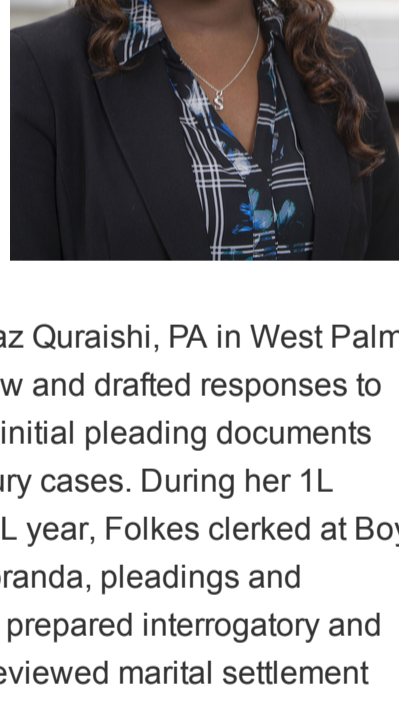 az Quraishi, PA in West Palm
w and drafted responses to
initial pleading documents
ury cases. During her 1L
L year, Folkes clerked at Boy
randa, pleadings and
prepared interrogatory and
eviewed marital settlement